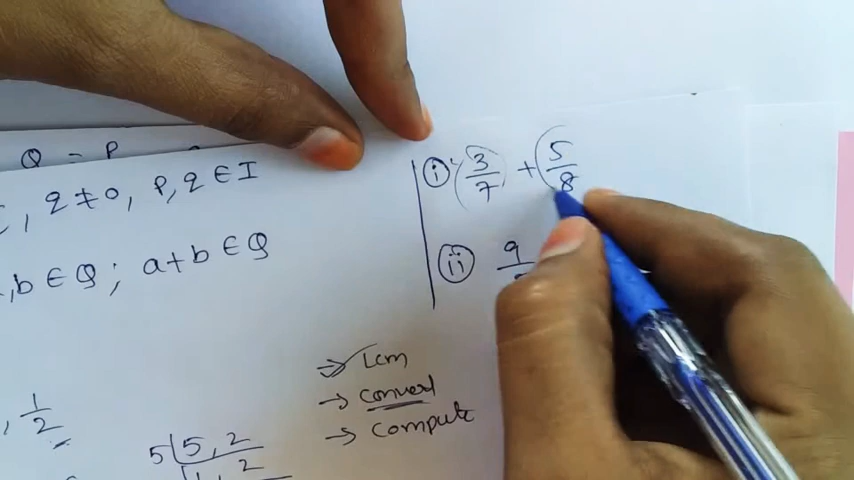 Q = P
, q ≠ 0, p, q ∈ I
, b ∈ Q ; a + b ∈ Q
, 1/2
5 | 5, 2
1, 2
→ ✓ Lcm
→ convert
→ compute
(i) (3/7) + (5/8
(ii) 9